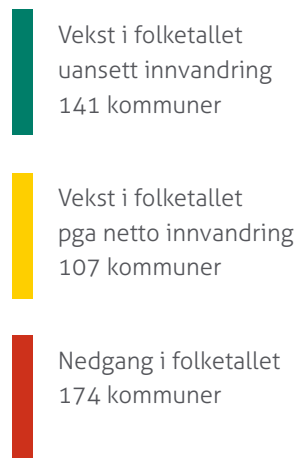 Vekst i folketallet
uansett innvandring
141 kommuner
Vekst i folketallet
pga netto innvandring
107 kommuner
Nedgang i folketallet
174 kommuner